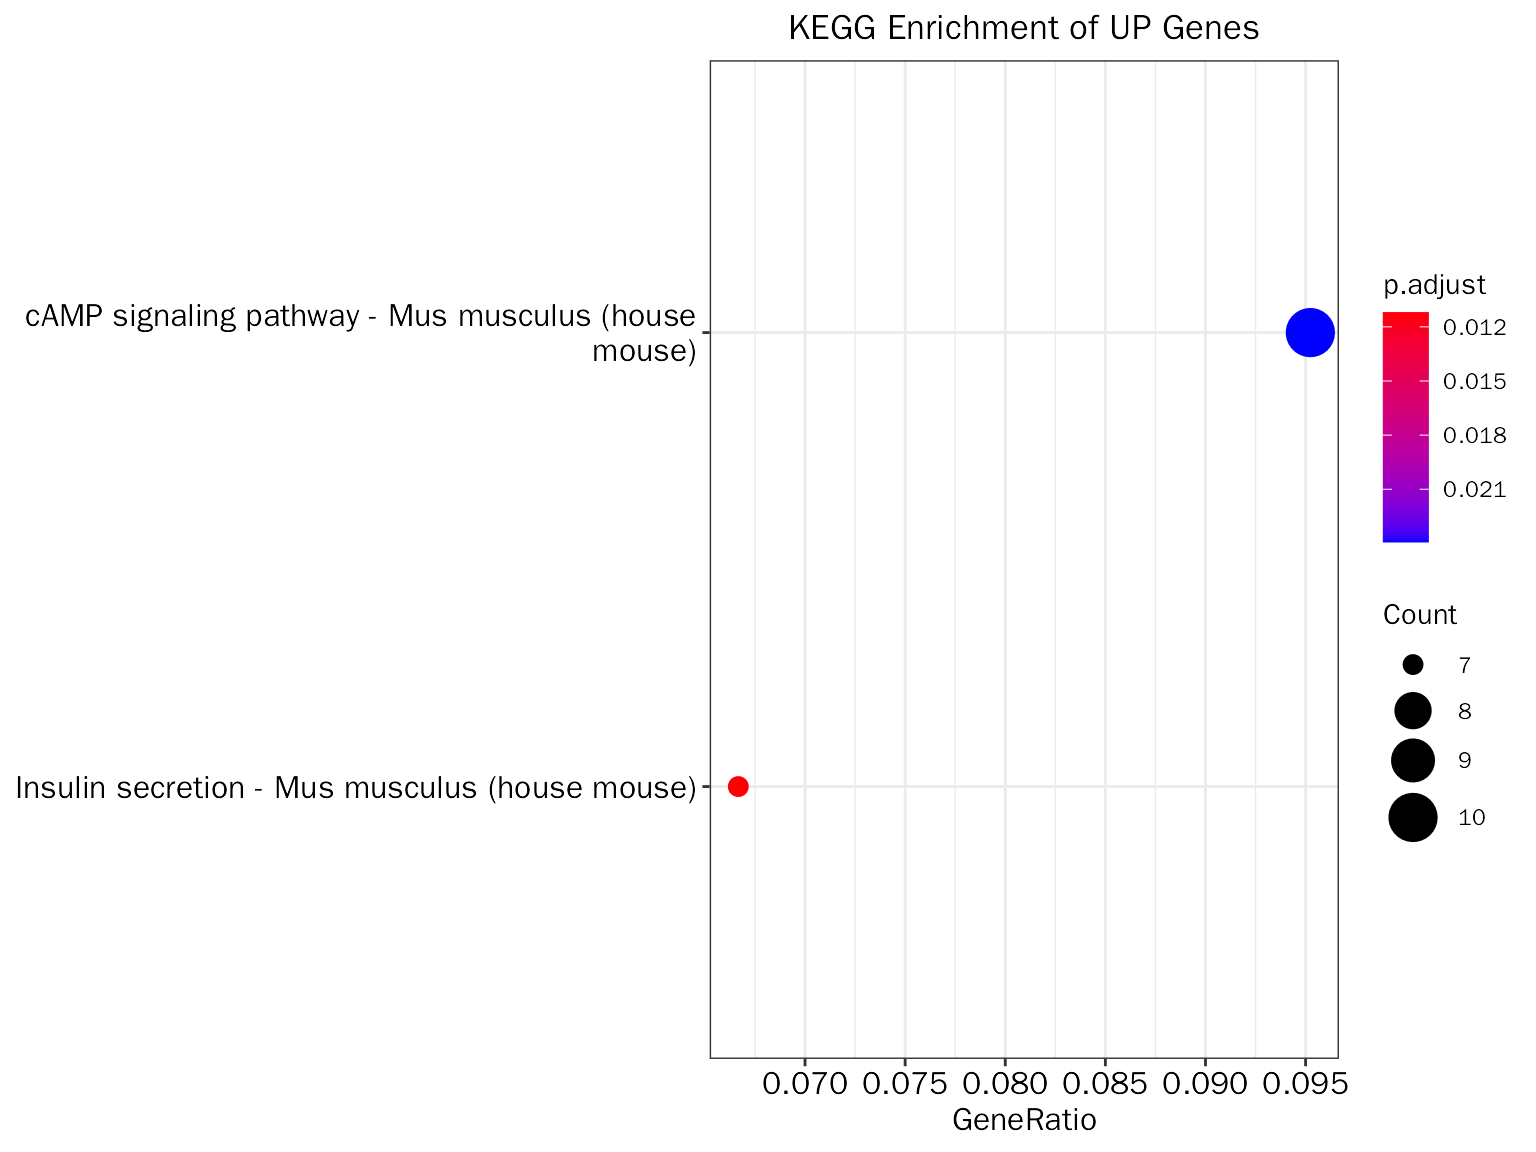 KEGG Enrichment of UP Genes
cAMP signaling pathway - Mus musculus (house
mouse)
Insulin secretion - Mus musculus (house mouse)
0.070 0.075 0.080 0.085 0.090 0.095
GeneRatio
p.adjust
0.012
0.015
0.018
0.021
Count
7
8
9
10